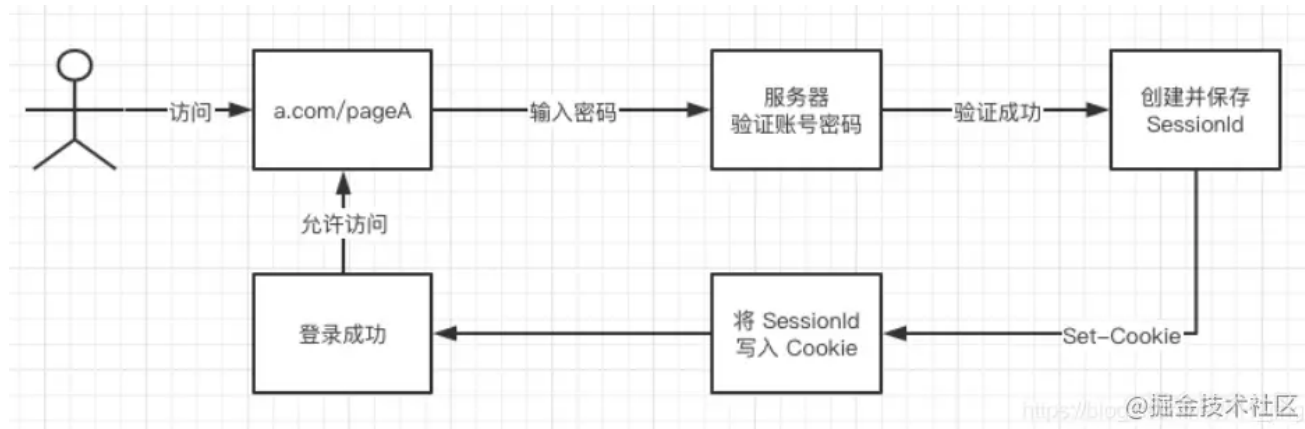 访问
a.com/pageA
输入密码
服务器
验证账号密码
验证成功
创建并保存
SessionId
Set-Cookie
将 SessionId
写入 Cookie
登录成功
允许访问
@掘金技术社区